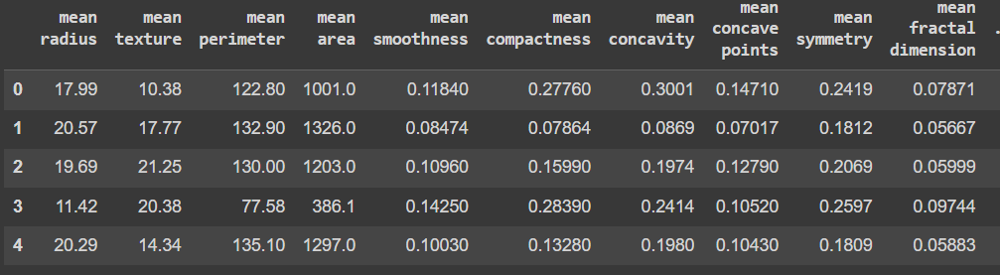 mean radius mean texture mean perimeter mean area mean smoothness mean compactness mean concavity mean concave points mean symmetry mean fractal dimension .
0 17.99 10.38 122.80 1001.0 0.11840 0.27760 0.3001 0.14710 0.2419 0.07871
1 20.57 17.77 132.90 1326.0 0.08474 0.07864 0.0869 0.07017 0.1812 0.05667
2 19.69 21.25 130.00 1203.0 0.10960 0.15990 0.1974 0.12790 0.2069 0.05999
3 11.42 20.38 77.58 386.1 0.14250 0.28390 0.2414 0.10520 0.2597 0.09744
4 20.29 14.34 135.10 1297.0 0.10030 0.13280 0.1980 0.10430 0.1809 0.05883